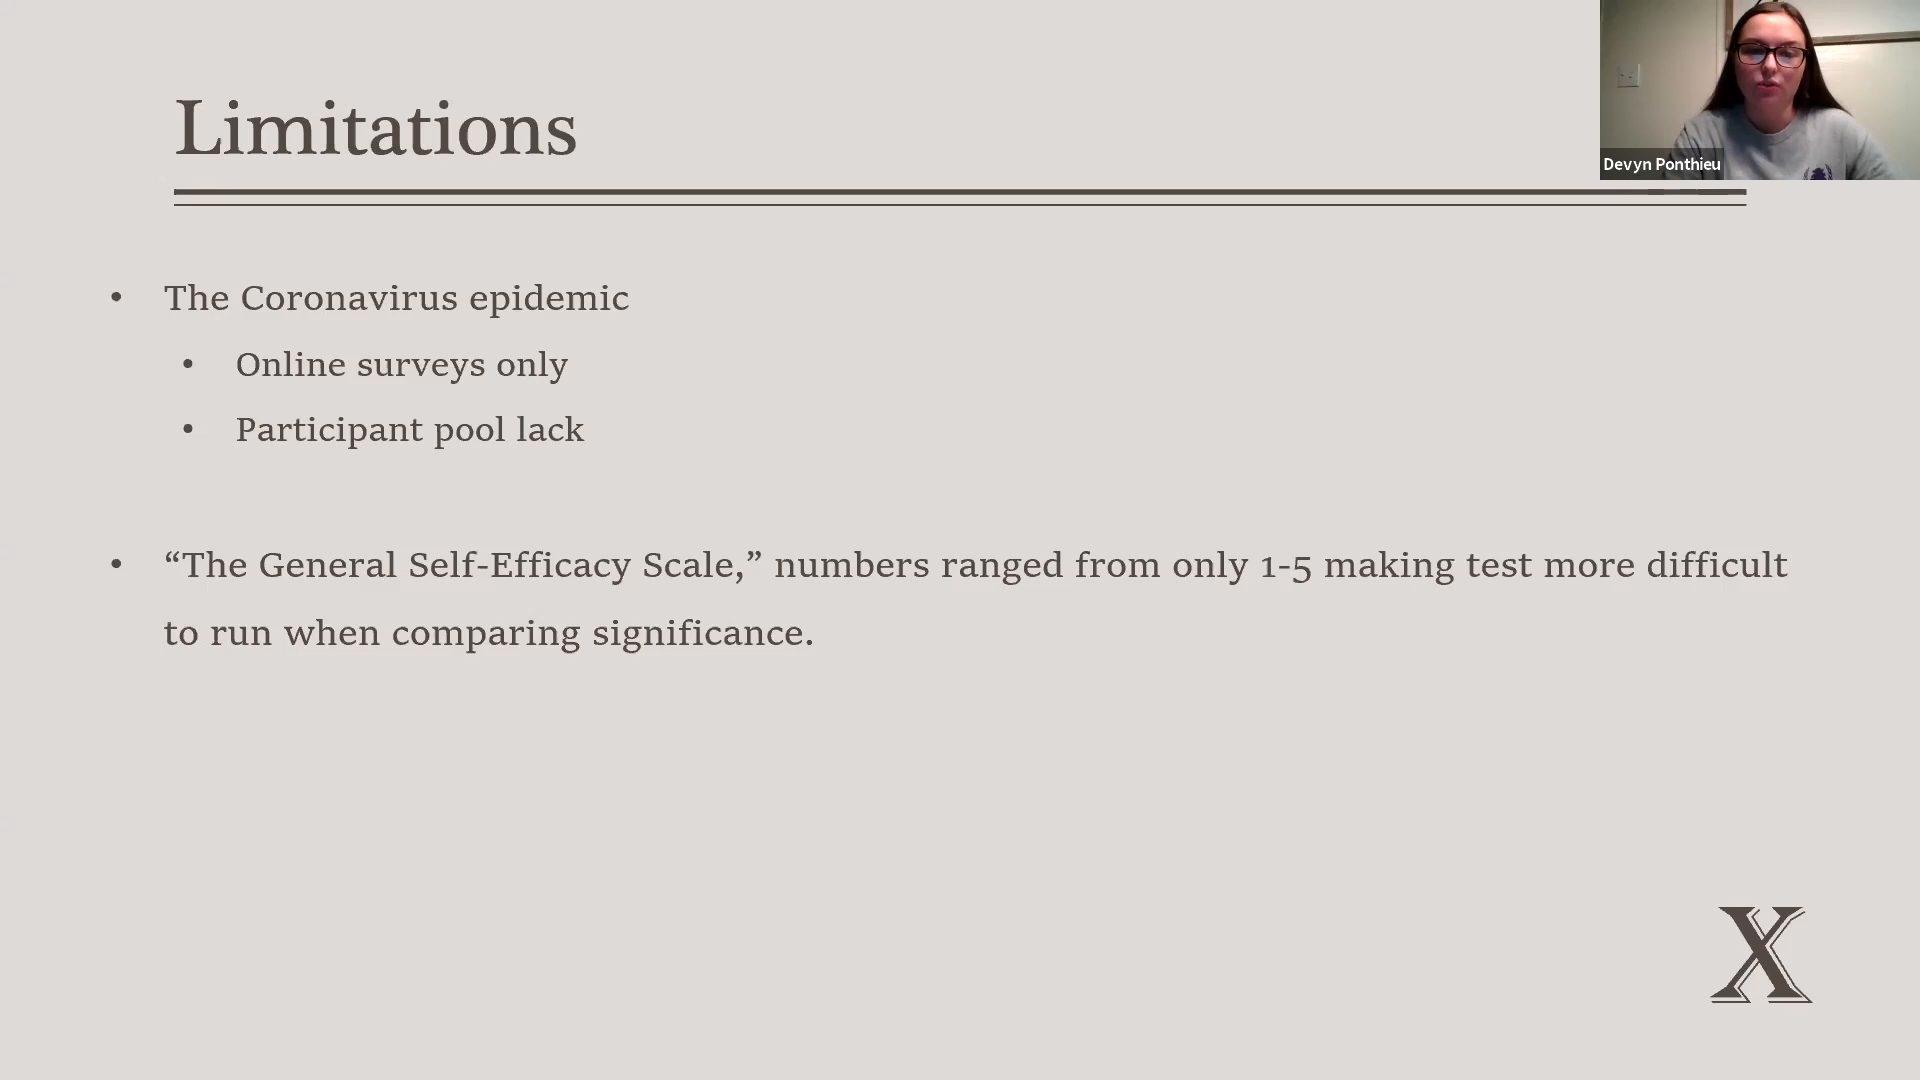 Limitations
Devyn Ponthieu
• The Coronavirus epidemic
• Online surveys only
• Participant pool lack
• “The General Self-Efficacy Scale,” numbers ranged from only 1-5 making test more difficult
to run when comparing significance.
X